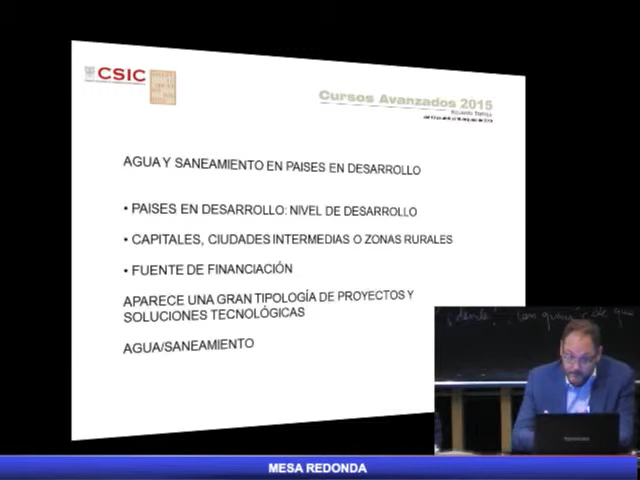 CSIC
Cursos Avanzados 2015
AGUA Y SANEAMIENTO EN PAISES EN DESARROLLO
• PAISES EN DESARROLLO: NIVEL DE DESARROLLO
• CAPITALES, CIUDADES INTERMEDIAS O ZONAS RURALES
• FUENTE DE FINANCIACIÓN
APARECE UNA GRAN TIPOLOGÍA DE PROYECTOS Y
SOLUCIONES TECNOLÓGICAS
AGUA/SANEAMIENTO
MESA REDONDA